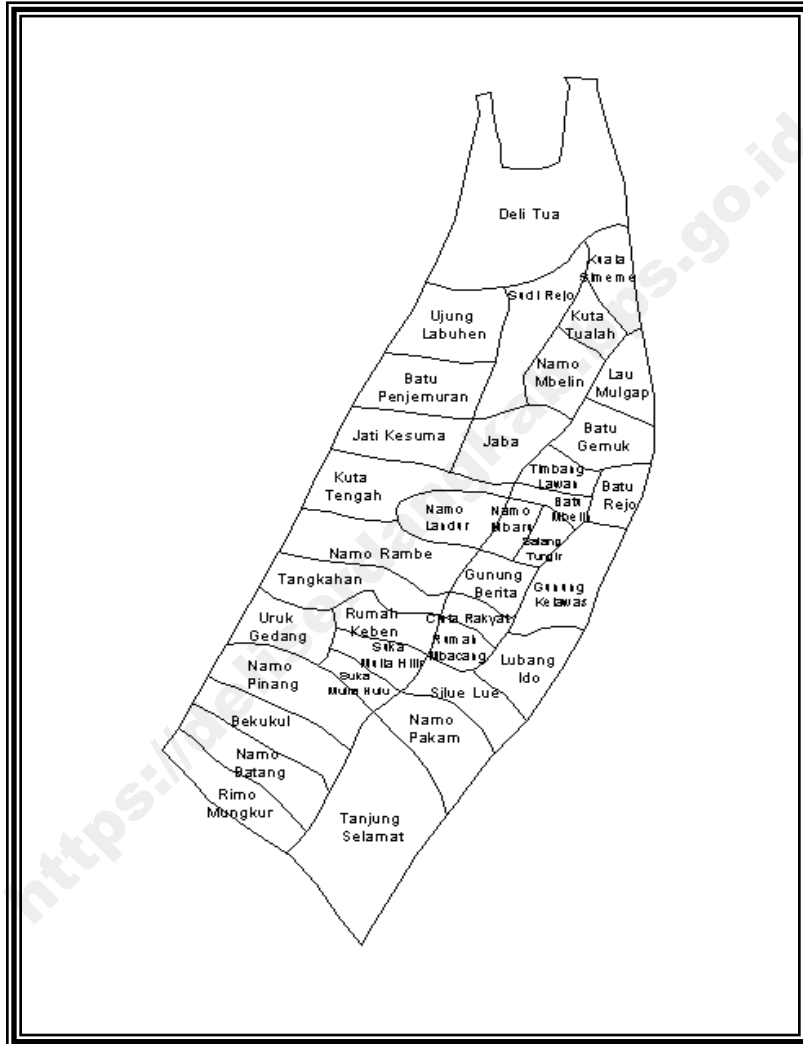 Deli Tua
Kuala
Simeme
Sudi Rejo
Ujung
Labuhen
Kuta
Tualah
Namo
Mbelin
Lau
Mulgap
Batu
Penjemuran
Batu
Gemuk
Jati Kesuma
Jaba
Timbang
Lawan
Kuta
Tengah
Batu
Rejo
Batu
Mbelin
Namo
Landur
Namo
Mbaru
Salang
Tungir
Namo Rambe
Gunung
Berita
Tangkahan
Gunung
Kelawas
Uruk
Gedang
Rumah
Keben
Cinta Rakyat
Rumah
Mbacang
Suka
Mulia Hilir
Lubang
Ido
Namo
Pinang
Suka
Mulia Hulu
Silue Lue
Namo
Pakam
Bekukul
Namo
Batang
Rimo
Mungkur
Tanjung
Selamat
https://deliserdangkab.bps.go.id